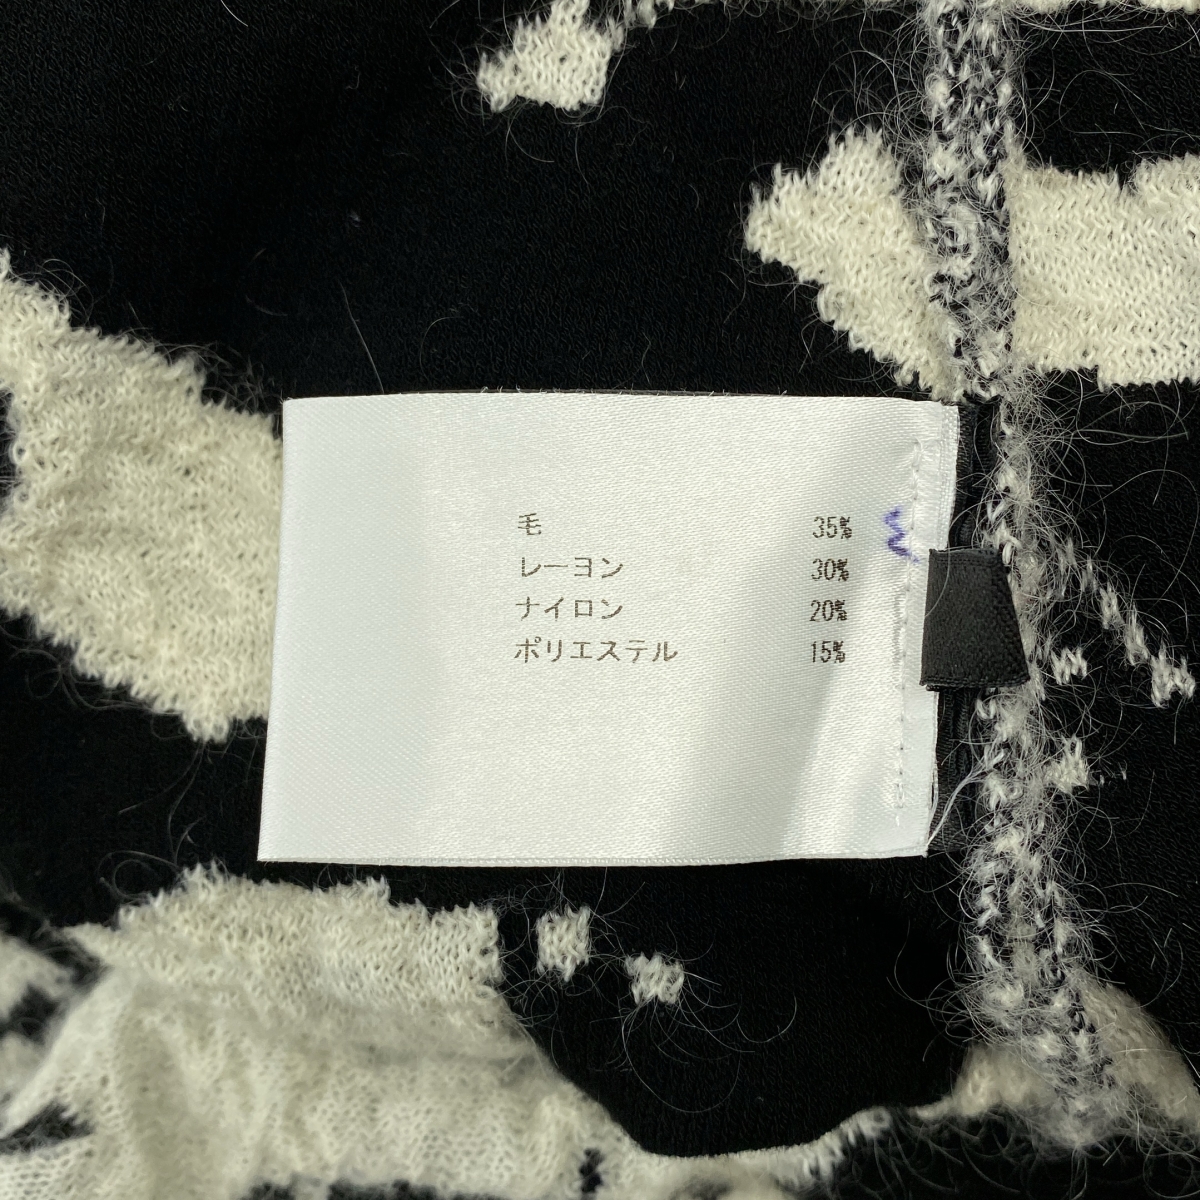 毛 35%
レーヨン 30%
ナイロン 20%
ポリエステル 15%